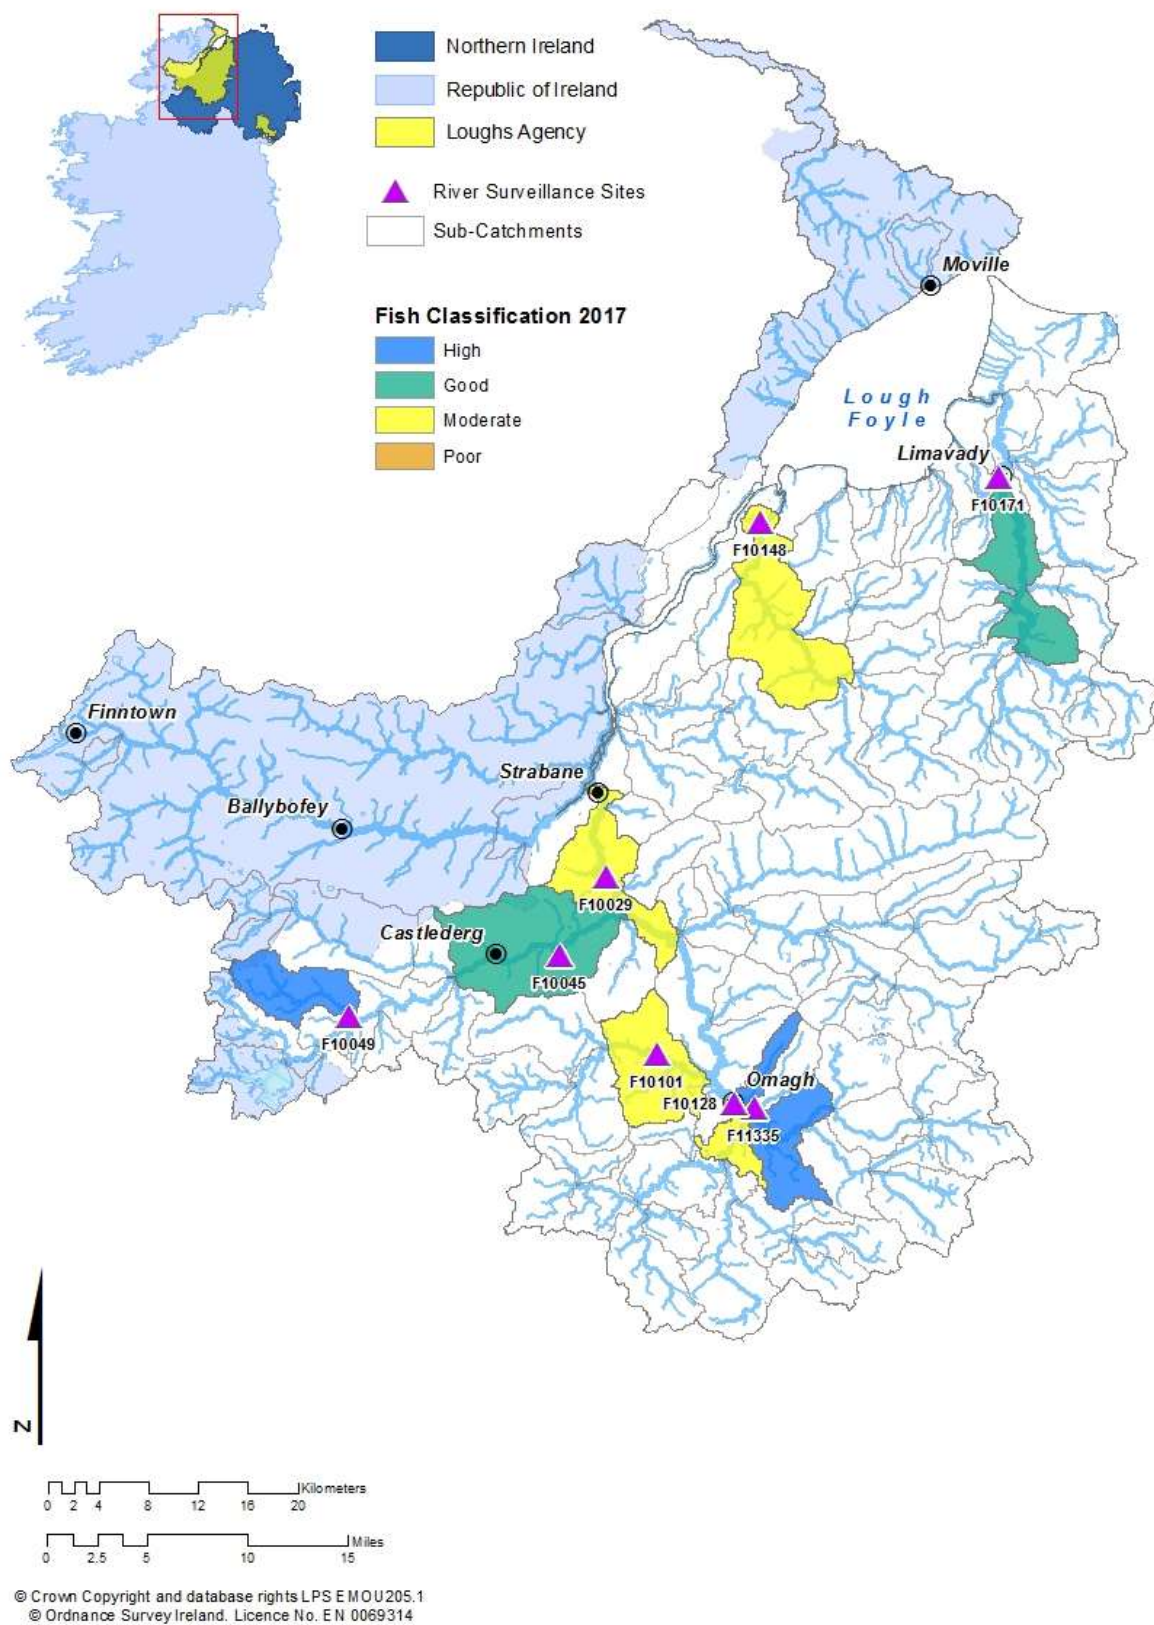 Northern Ireland
Republic of Ireland
Loughs Agency
River Surveillance Sites
Sub-Catchments
Fish Classification 2017
High
Good
Moderate
Poor
Moville
Lough
Foyle
Limavady
F10171
F10148
Finntown
Strabane
Ballybofey
F10029
Castlederg
F10045
F10049
F10101
Omagh
F10128
F11335
N
Kilometers
0 2 4 8 12 16 20
Miles
0 2.5 5 10 15
© Crown Copyright and database rights LPS EMOU205.1
© Ordnance Survey Ireland. Licence No. EN 0069314